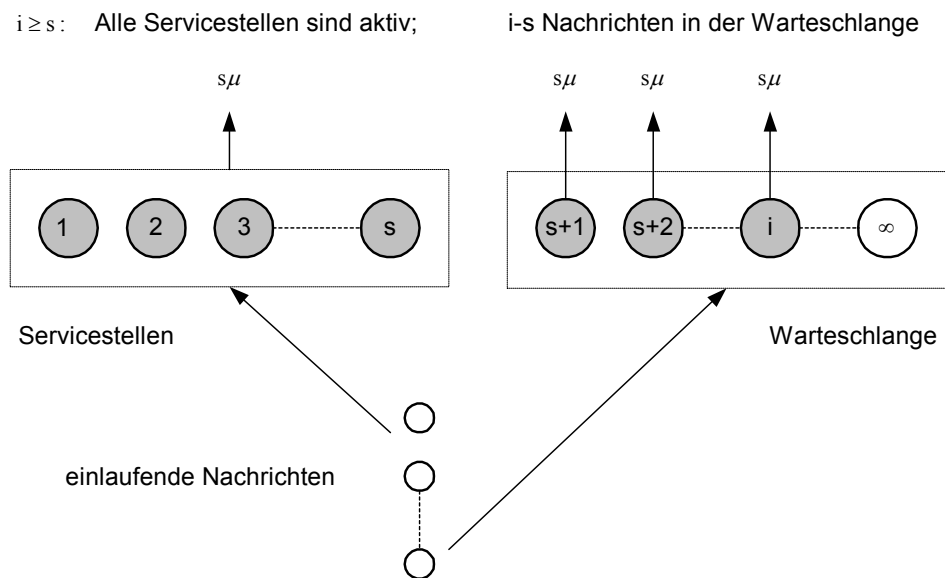 i ≥ s : Alle Servicestellen sind aktiv; i-s Nachrichten in der Warteschlange
sμ sμ sμ sμ
1 2 3 s s+1 s+2 i ∞
Servicestellen Warteschlange
einlaufende Nachrichten